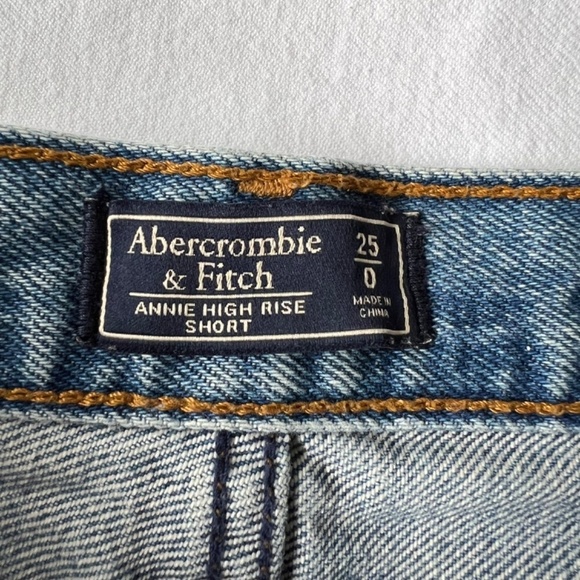 Abercrombie
& Fitch
ANNIE HIGH RISE
SHORT
25
0
MADE IN
CHINA